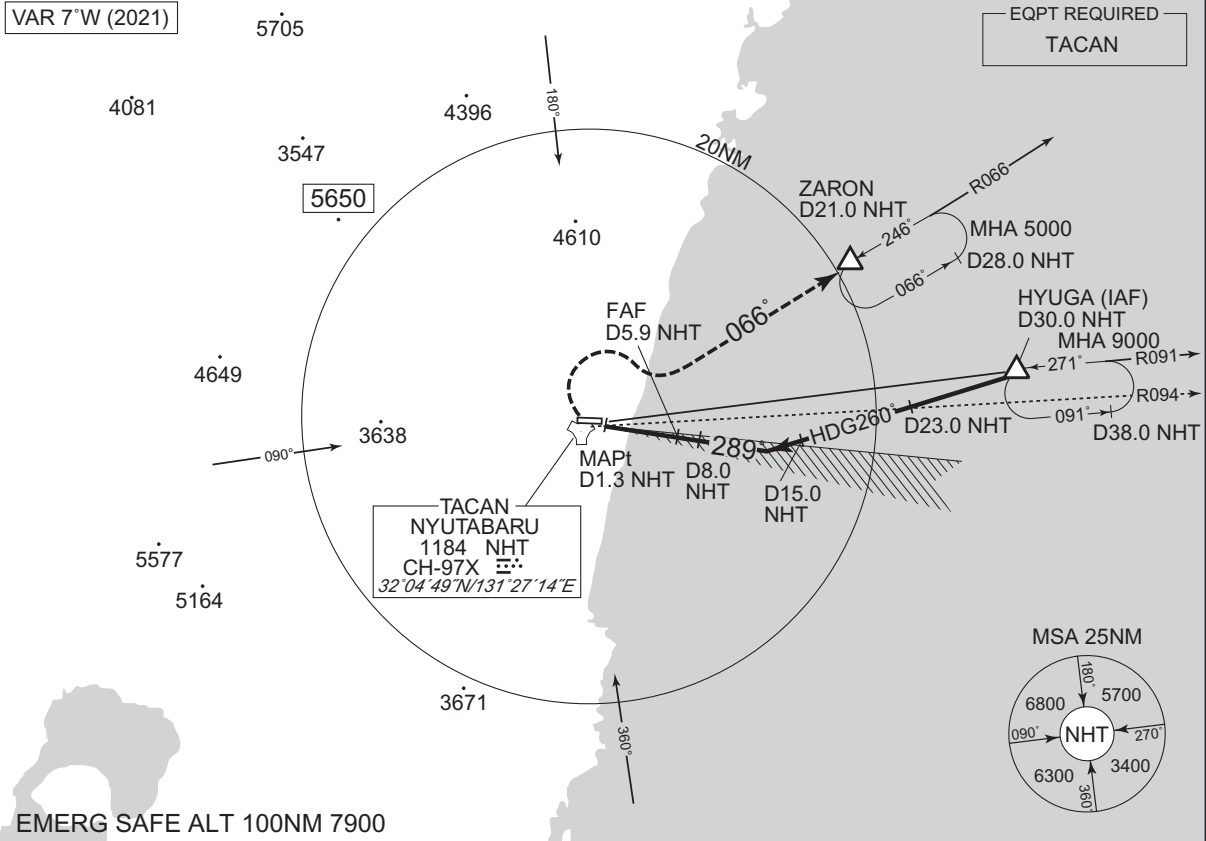 VAR 7˚W (2021)
5705
EQPT REQUIRED
TACAN
4081
4396
180˚
3547
20NM
5650
ZARON
D21.0 NHT
R066
246˚
MHA 5000
4610
D28.0 NHT
066˚
HYUGA (IAF)
D30.0 NHT
MHA 9000
FAF
D5.9 NHT
066˚
271˚
R091
4649
R094
091˚
3638
HDG260˚
D23.0 NHT
D38.0 NHT
090˚
289˚
MAPt
D1.3 NHT
D8.0
NHT
D15.0
NHT
TACAN
NYUTABARU
1184 NHT
CH-97X
32˚04´49˝N/131˚27´14˝E
5577
5164
3671
360˚
MSA 25NM
180˚
6800
5700
090˚
NHT
270˚
6300
3400
360˚
EMERG SAFE ALT 100NM 7900